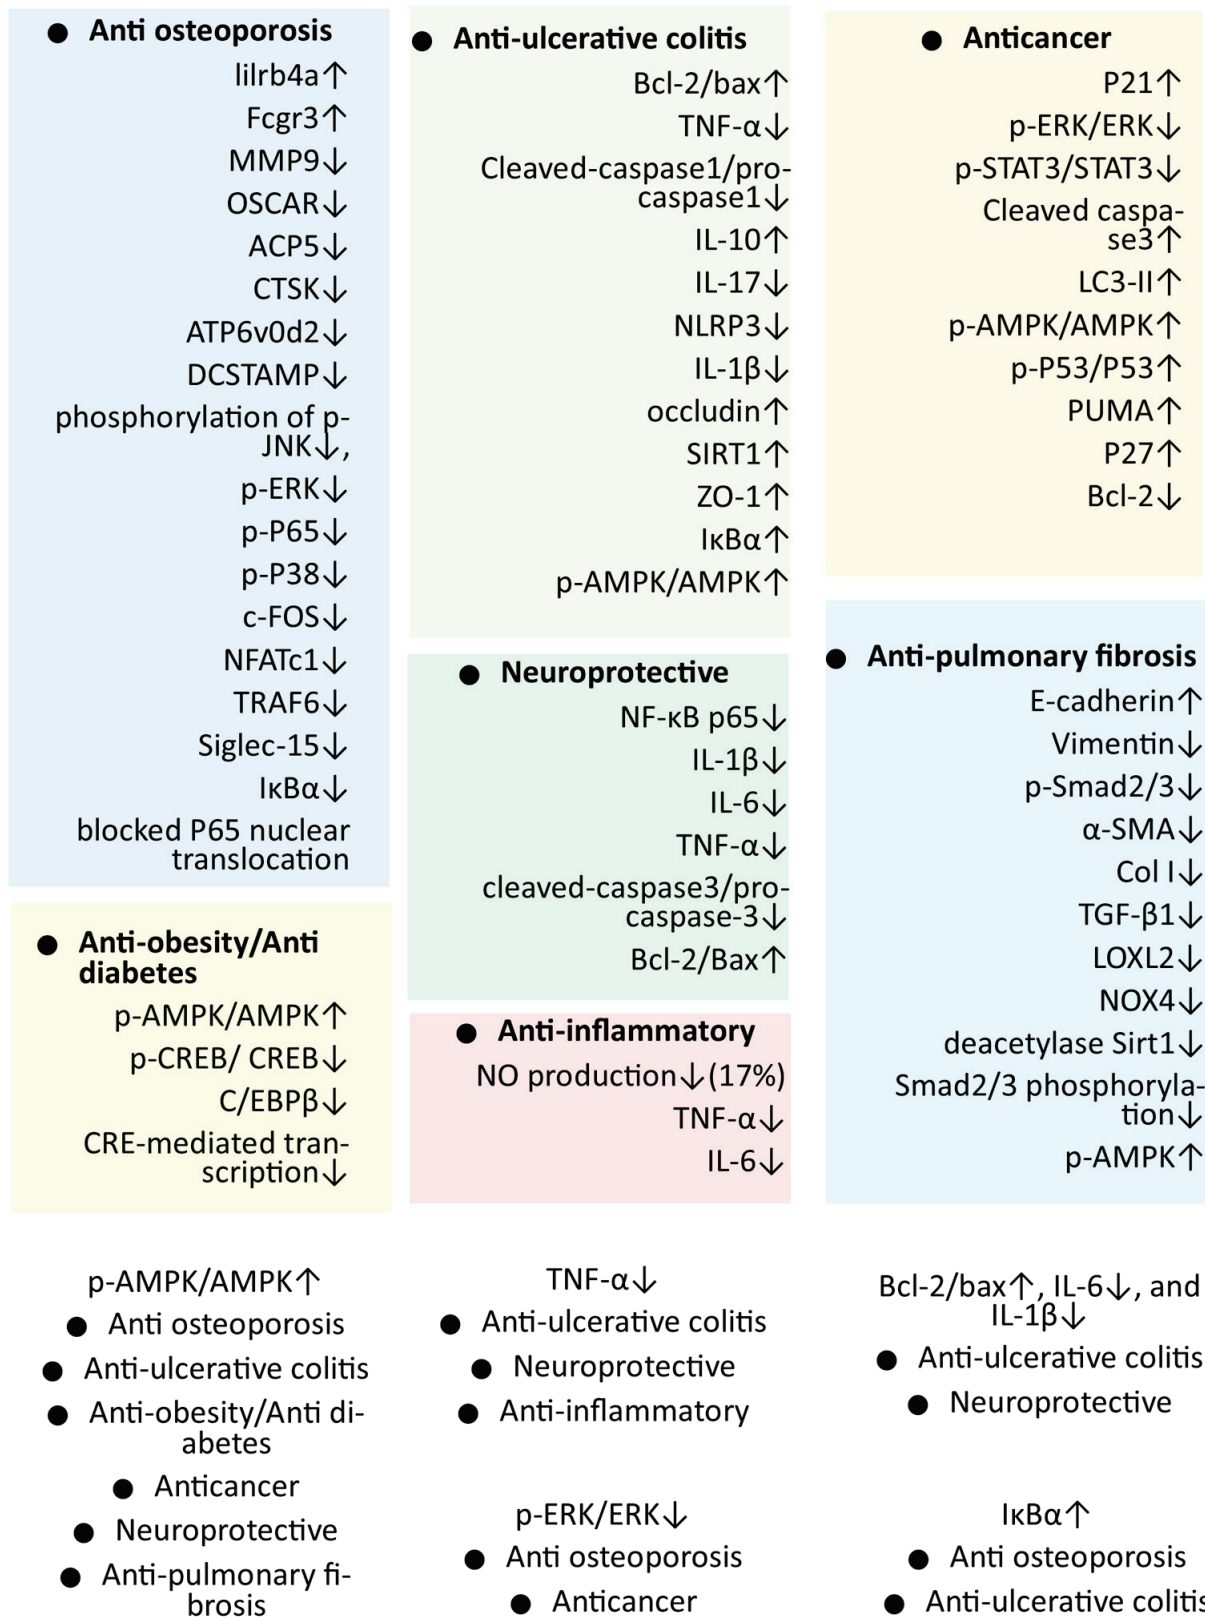 ● Anti osteoporosis
lilrb4a↑
Fcgr3↑
MMP9↓
OSCAR↓
ACP5↓
CTSK↓
ATP6v0d2↓
DCSTAMP↓
phosphorylation of p-
JNK↓,
p-ERK↓
p-P65↓
p-P38↓
c-FOS↓
NFATc1↓
TRAF6↓
Siglec-15↓
IκBα↓
blocked P65 nuclear
translocation
● Anti-obesity/Anti
diabetes
p-AMPK/AMPK↑
p-CREB/ CREB↓
C/EBPβ↓
CRE-mediated tran-
scription↓
● Anti-ulcerative colitis
Bcl-2/bax↑
TNF-α↓
Cleaved-caspase1/pro-
caspase1↓
IL-10↑
IL-17↓
NLRP3↓
IL-1β↓
occludin↑
SIRT1↑
ZO-1↑
IκBα↑
p-AMPK/AMPK↑
● Neuroprotective
NF-κB p65↓
IL-1β↓
IL-6↓
TNF-α↓
cleaved-caspase3/pro-
caspase-3↓
Bcl-2/Bax↑
● Anti-inflammatory
NO production↓(17%)
TNF-α↓
IL-6↓
● Anticancer
P21↑
p-ERK/ERK↓
p-STAT3/STAT3↓
Cleaved caspa-
se3↑
LC3-II↑
p-AMPK/AMPK↑
p-P53/P53↑
PUMA↑
P27↑
Bcl-2↓
● Anti-pulmonary fibrosis
E-cadherin↑
Vimentin↓
p-Smad2/3↓
α-SMA↓
Col I↓
TGF-β1↓
LOXL2↓
NOX4↓
deacetylase Sirt1↓
Smad2/3 phosphoryla-
tion↓
p-AMPK↑
p-AMPK/AMPK↑
● Anti osteoporosis
● Anti-ulcerative colitis
● Anti-obesity/Anti di-
abetes
● Anticancer
● Neuroprotective
● Anti-pulmonary fi-
brosis
TNF-α↓
● Anti-ulcerative colitis
● Neuroprotective
● Anti-inflammatory
p-ERK/ERK↓
● Anti osteoporosis
● Anticancer
Bcl-2/bax↑, IL-6↓, and
IL-1β↓
● Anti-ulcerative colitis
● Neuroprotective
IκBα↑
● Anti osteoporosis
● Anti-ulcerative colitis